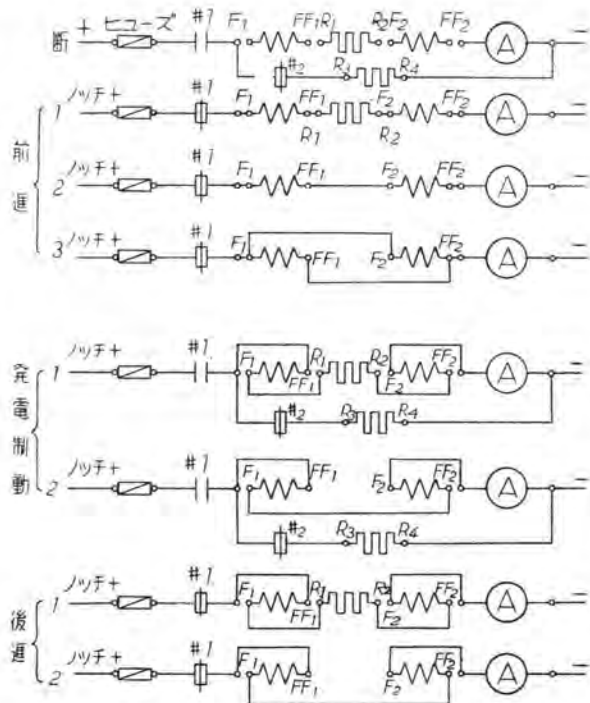 断 + ヒューズ #1 F1 FF1 R1 R2 F2 FF2 A −
#2 R3 R4
前進
1 ノッチ+ #1 F1 FF1 R1 R2 F2 FF2 A −
2 ノッチ+ #1 F1 FF1 F2 FF2 A −
3 ノッチ+ #1 F1 FF1 F2 FF2 A −
発電制動
1 ノッチ+ #1 F1 FF1 R1 R2 F2 FF2 A −
#2 R3 R4
2 ノッチ+ #1 F1 FF1 F2 FF2 A −
#2 R3 R4
後進
1 ノッチ+ #1 F1 FF1 R1 R2 F2 FF2 A −
2 ノッチ+ #1 F1 FF1 F2 FF2 A −